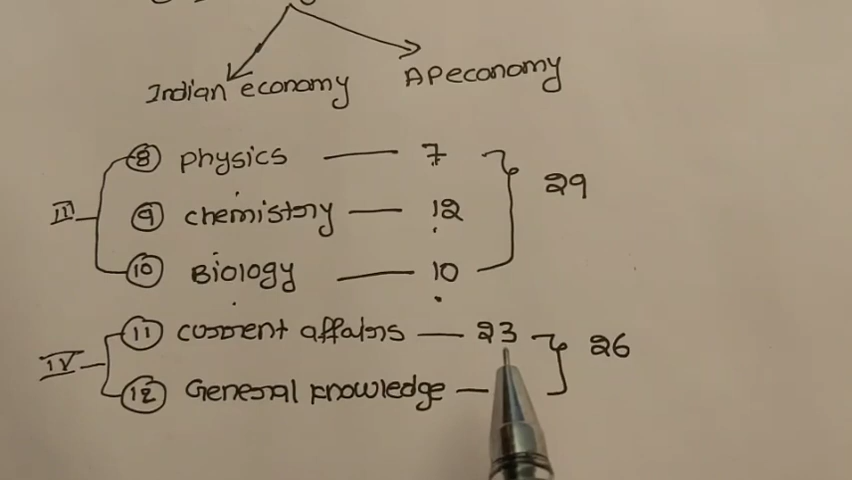 Indian economy APeconomy
8 physics — 7
III 9 chemistry — 12 29
10 Biology — 10
11 current affairs — 23
IV 26
12 General knowledge —